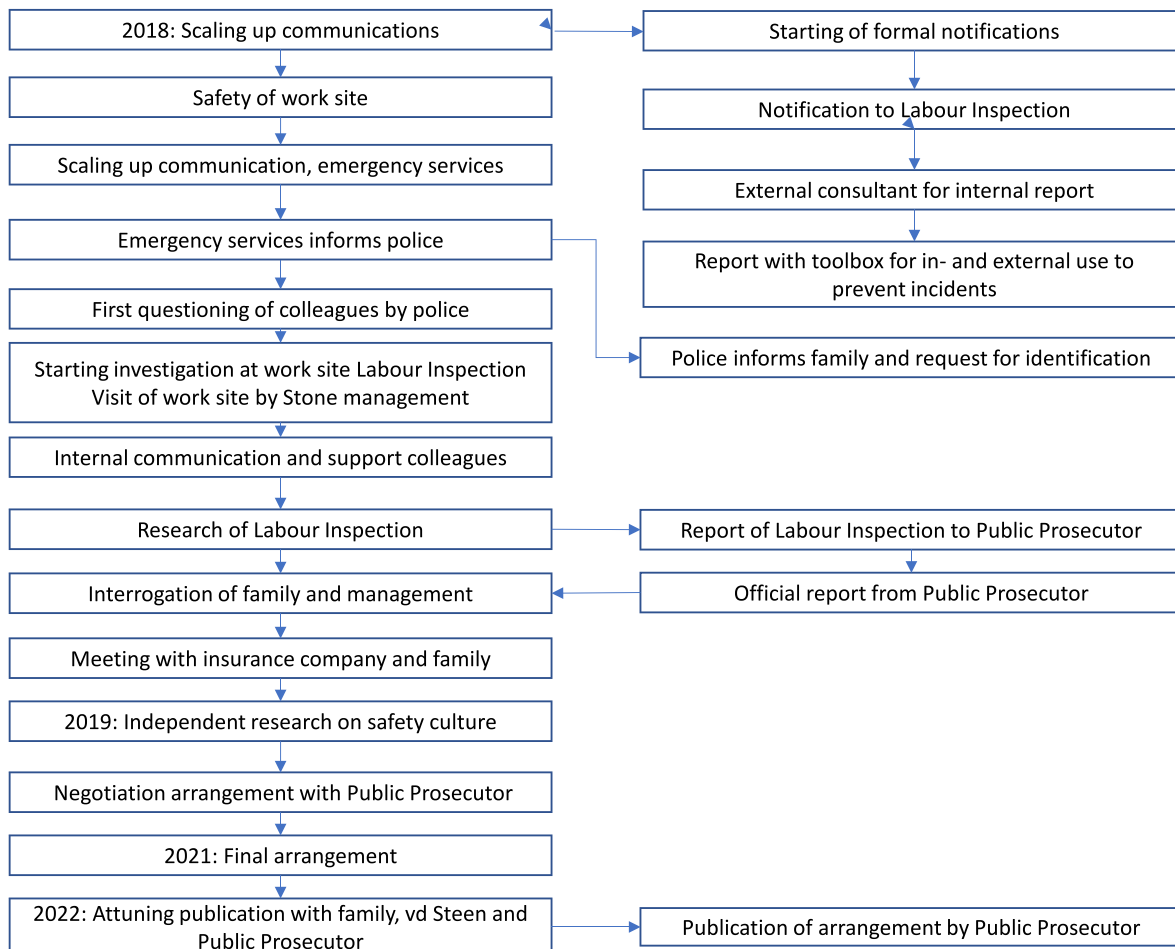 2018: Scaling up communications
Starting of formal notifications
Safety of work site
Notification to Labour Inspection
Scaling up communication, emergency services
External consultant for internal report
Emergency services informs police
Report with toolbox for in- and external use to
prevent incidents
First questioning of colleagues by police
Police informs family and request for identification
Starting investigation at work site Labour Inspection
Visit of work site by Stone management
Internal communication and support colleagues
Research of Labour Inspection
Report of Labour Inspection to Public Prosecutor
Interrogation of family and management
Official report from Public Prosecutor
Meeting with insurance company and family
2019: Independent research on safety culture
Negotiation arrangement with Public Prosecutor
2021: Final arrangement
2022: Attuning publication with family, vd Steen and
Public Prosecutor
Publication of arrangement by Public Prosecutor